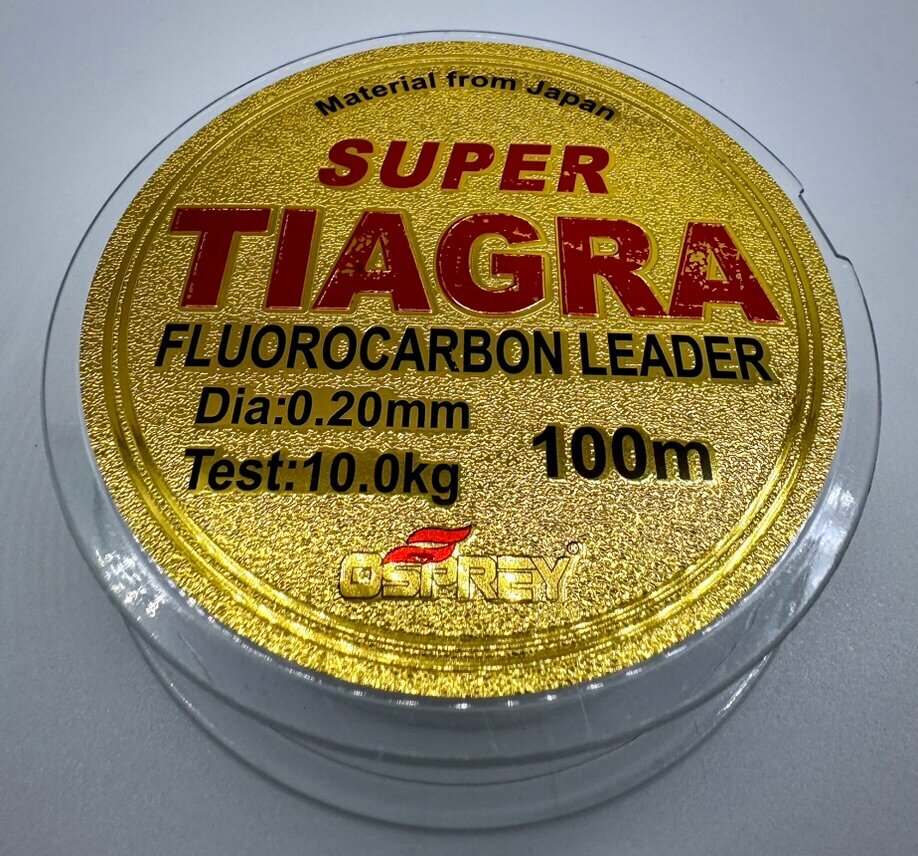 Material from Japan
SUPER
TIAGRA
FLUOROCARBON LEADER
Dia:0.20mm
Test:10.0kg
100m
OSPREY®